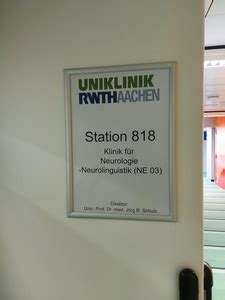 UNIKLINIK
RWTHAACHEN
Station 818
Klinik für
Neurologie
-Neurolinguistik (NE 03)
Direktor:
Univ.-Prof. Dr. med. Jörg B. Schulz